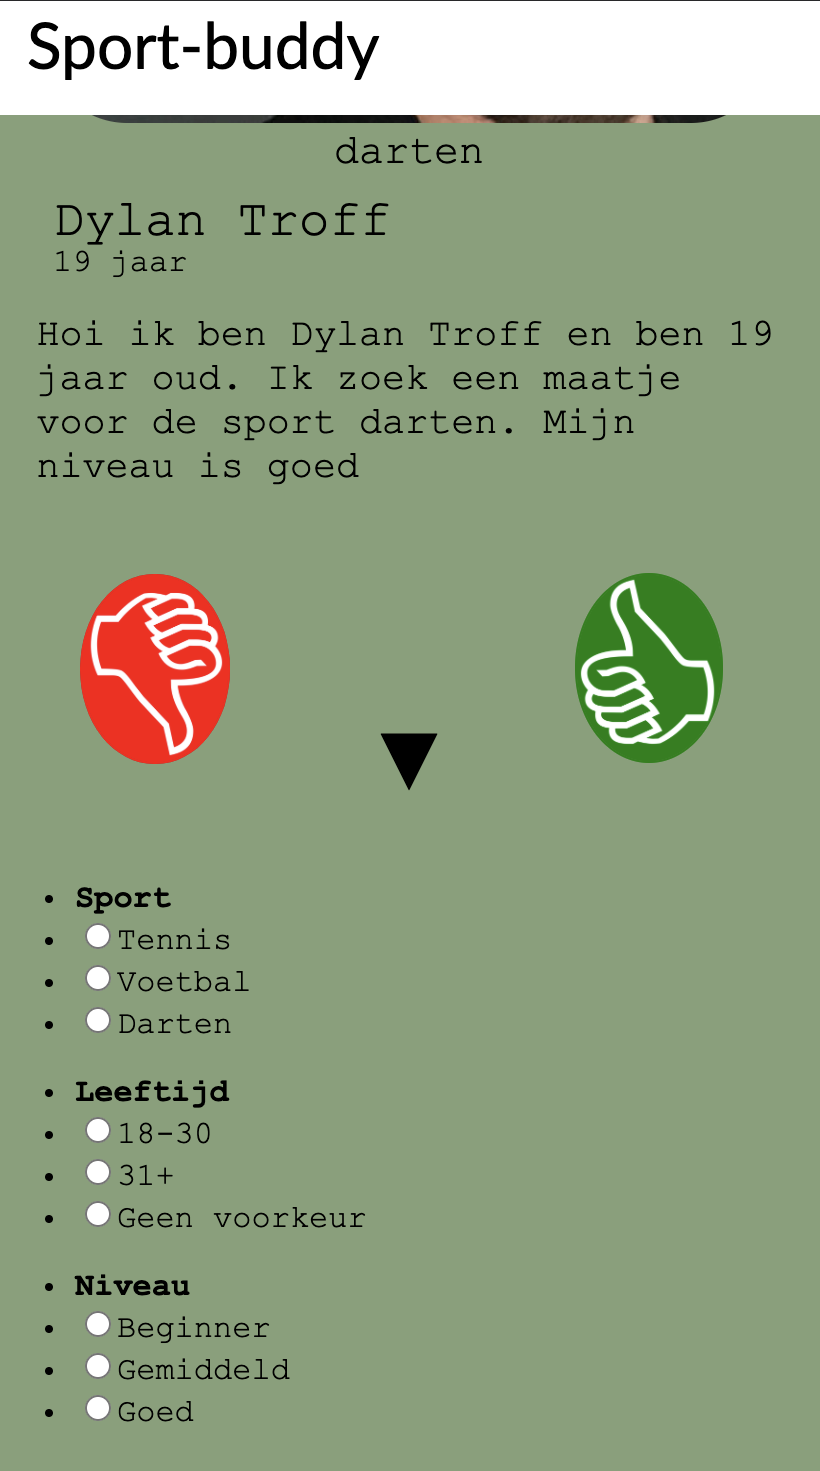 Sport-buddy
darten
Dylan Troff
19 jaar
Hoi ik ben Dylan Troff en ben 19
jaar oud. Ik zoek een maatje
voor de sport darten. Mijn
niveau is goed
Sport
Tennis
Voetbal
Darten
Leeftijd
18-30
31+
Geen voorkeur
Niveau
Beginner
Gemiddeld
Goed